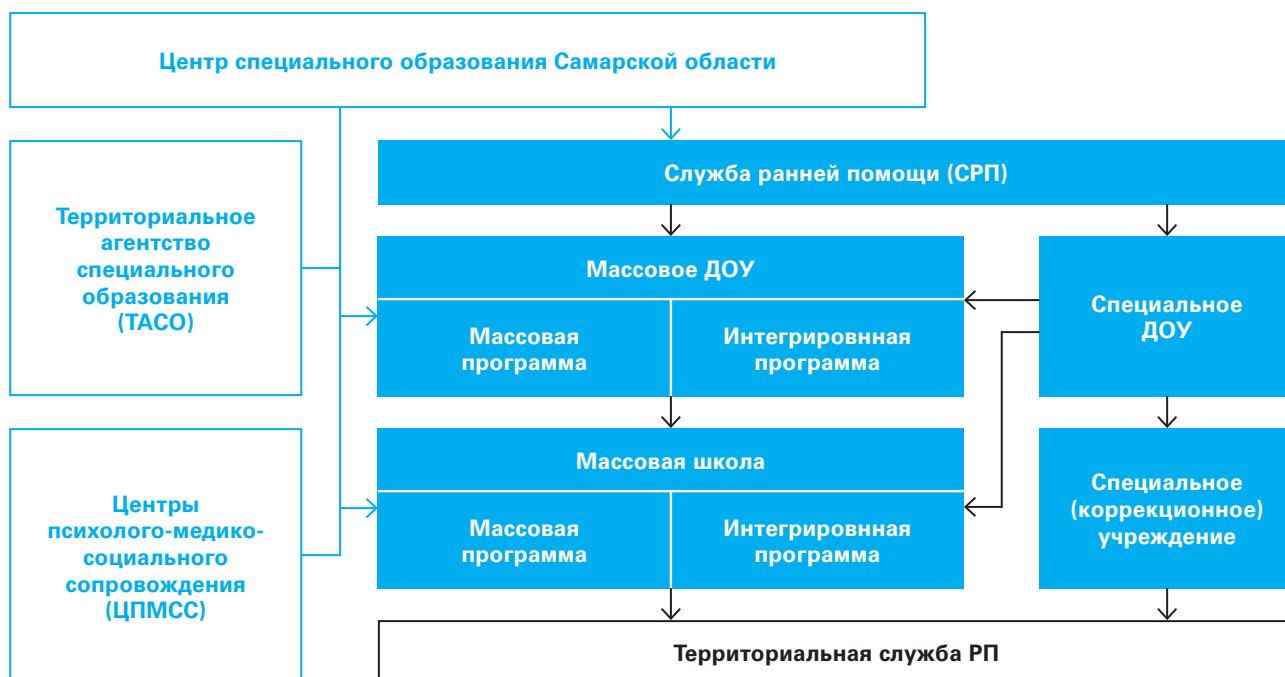 Центр специального образования Самарской области
Служба ранней помощи (СРП)
Территориальное
агентство
специального
образования
(ТАСО)
Массовое ДОУ
Массовая
программа
Интегрировнная
программа
Специальное
ДОУ
Центры
психолого-медико-
социального
сопровождения
(ЦПМСС)
Массовая школа
Массовая
программа
Интегрировнная
программа
Специальное
(коррекционное)
учреждение
Территориальная служба РП